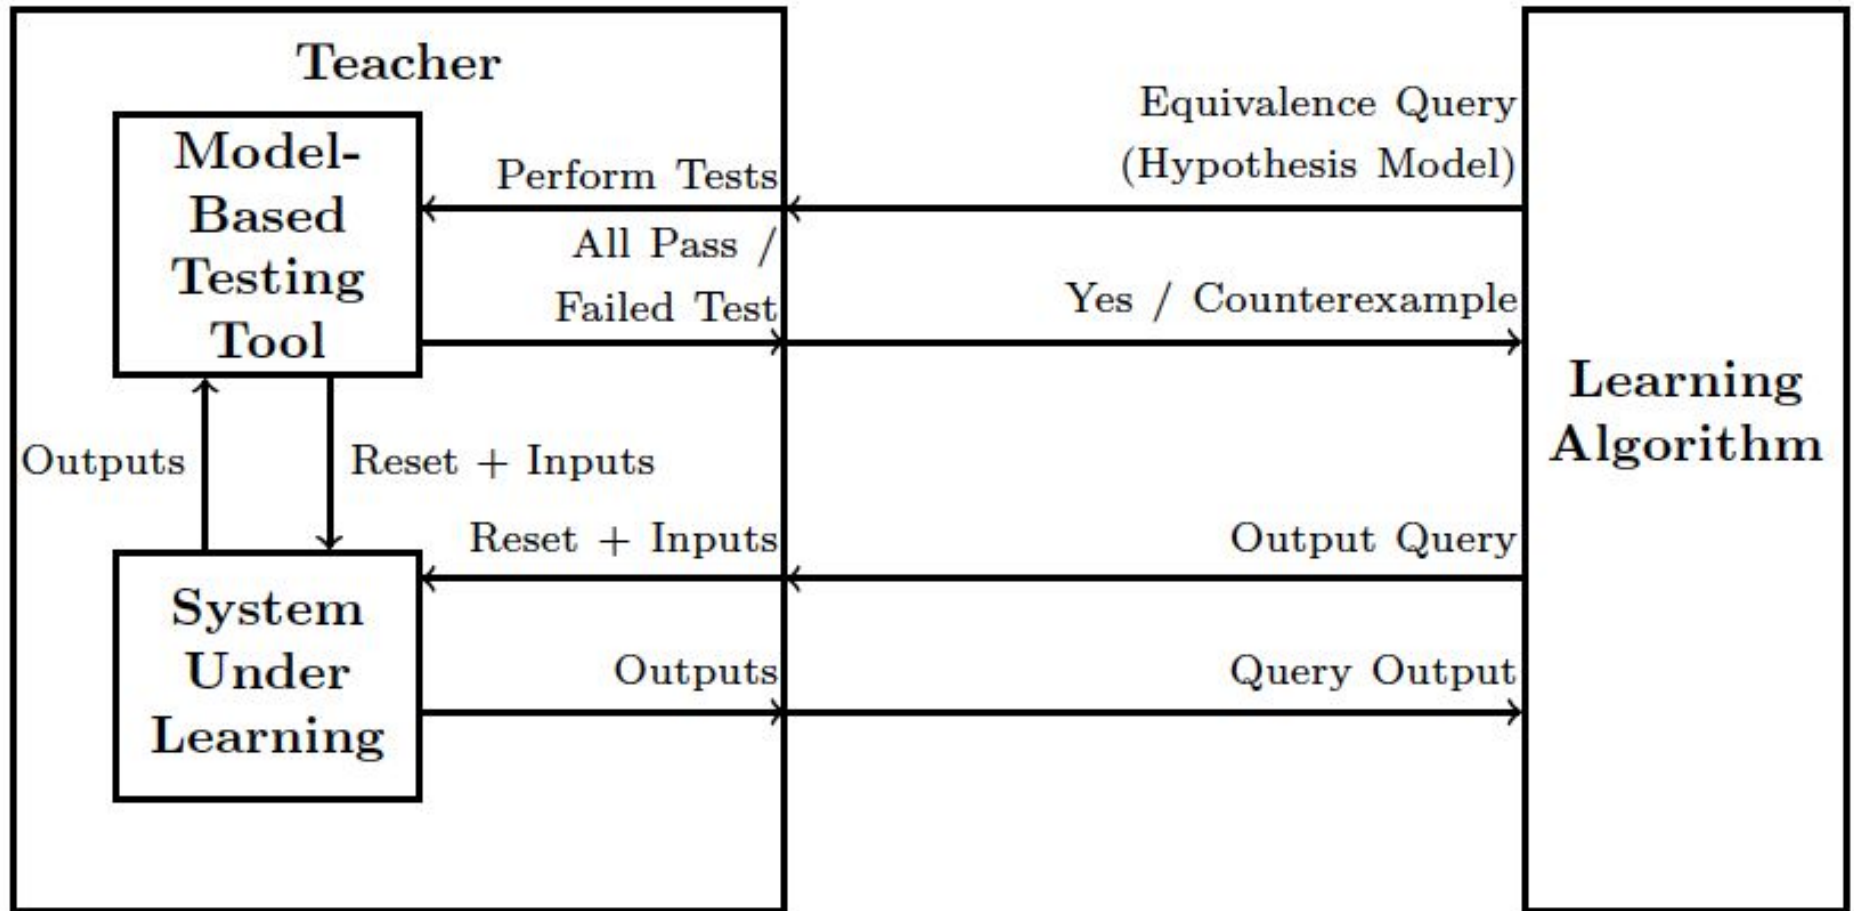 Teacher
Model-
Based
Testing
Tool
Perform Tests
All Pass /
Failed Test
Equivalence Query
(Hypothesis Model)
Yes / Counterexample
Learning
Algorithm
Outputs
Reset + Inputs
Reset + Inputs
Output Query
System
Under
Learning
Outputs
Query Output